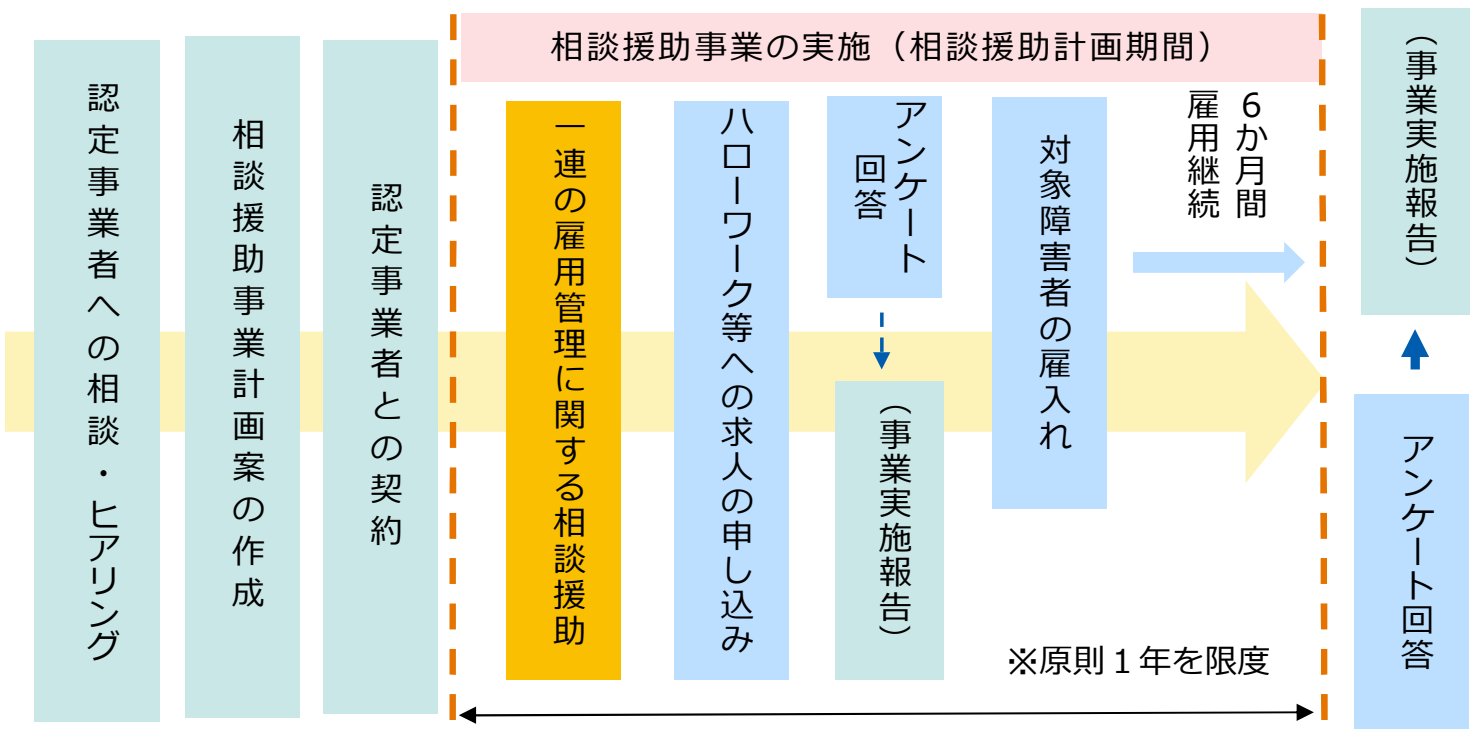 認定事業者への相談・ヒアリング
相談援助事業計画案の作成
認定事業者との契約
相談援助事業の実施（相談援助計画期間）
一連の雇用管理に関する相談援助
ハローワーク等への求人の申し込み
アンケート
回答
（事業実施報告）
対象障害者の雇入れ
６か月間
雇用継続
※原則１年を限度
（事業実施報告）
アンケート回答